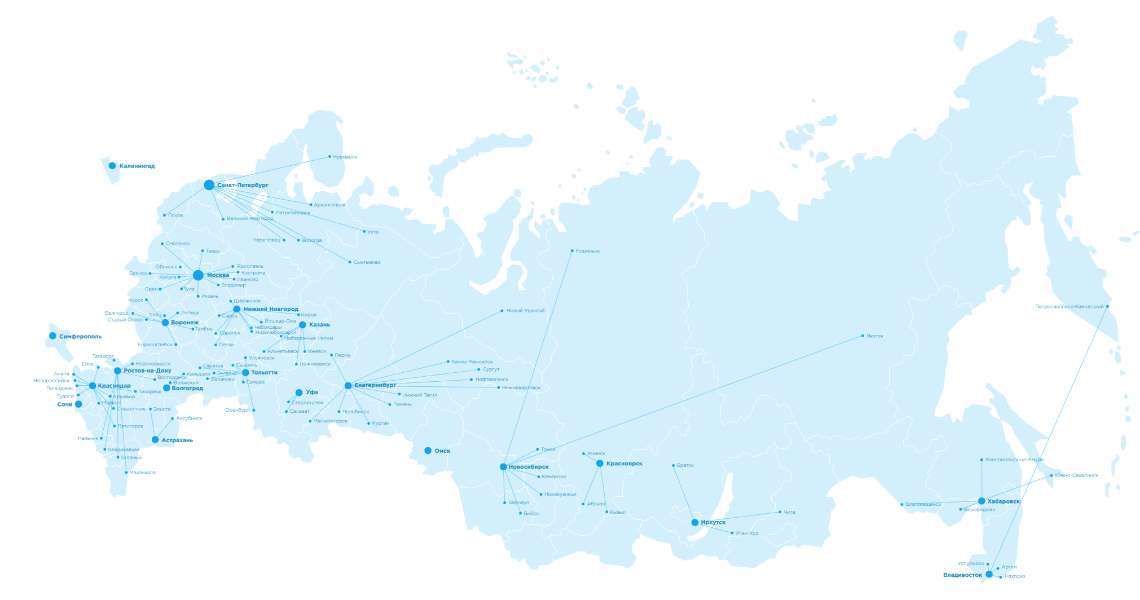 Мурманск
Калининград
Санкт-Петербург
Архангельск
Псков
Великий Новгород
Петрозаводск
Ухта
Череповец
Вологда
Смоленск
Тверь
Сыктывкар
Норильск
Обнинск
Ярославль
Брянск
Калуга
Москва
Кострома
Иваново
Владимир
Орел
Тула
Рязань
Курск
Дзержинск
Нижний Новгород
Новый Уренгой
Петропавловск-Камчатский
Белгород
Старый Оскол
Липецк
Воронеж
Йошкар-Ола
Киров
Казань
Тамбов
Чебоксары
Новочебоксарск
Саранск
Набережные Челны
Симферополь
Якутск
Борисоглебск
Пенза
Альметьевск
Ижевск
Пермь
Таганрог
Ульяновск
Ейск
Новочеркасск
Саратов
Сызрань
Нижнекамск
Ханты-Мансийск
Ростов-на-Дону
Камышин
Энгельс
Тольятти
Сургут
Анапа
Волгодонск
Балаково
Новороссийск
Волжский
Самара
Нефтеюганск
Геленджик
Краснодар
Волгоград
Екатеринбург
Нижневартовск
Туапсе
Армавир
Уфа
Нижний Тагил
Сочи
Майкоп
Стерлитамак
Тюмень
Ставрополь
Элиста
Оренбург
Салават
Челябинск
Ахтубинск
Магнитогорск
Курган
Пятигорск
Нальчик
Астрахань
Владикавказ
Омск
Томск
Ачинск
Грозный
Новосибирск
Красноярск
Братск
Комсомольск-на-Амуре
Махачкала
Кемерово
Южно-Сахалинск
Новокузнецк
Барнаул
Абакан
Хабаровск
Благовещенск
Биробиджан
Бийск
Кызыл
Чита
Иркутск
Улан-Удэ
Уссурийск
Артем
Владивосток
Находка